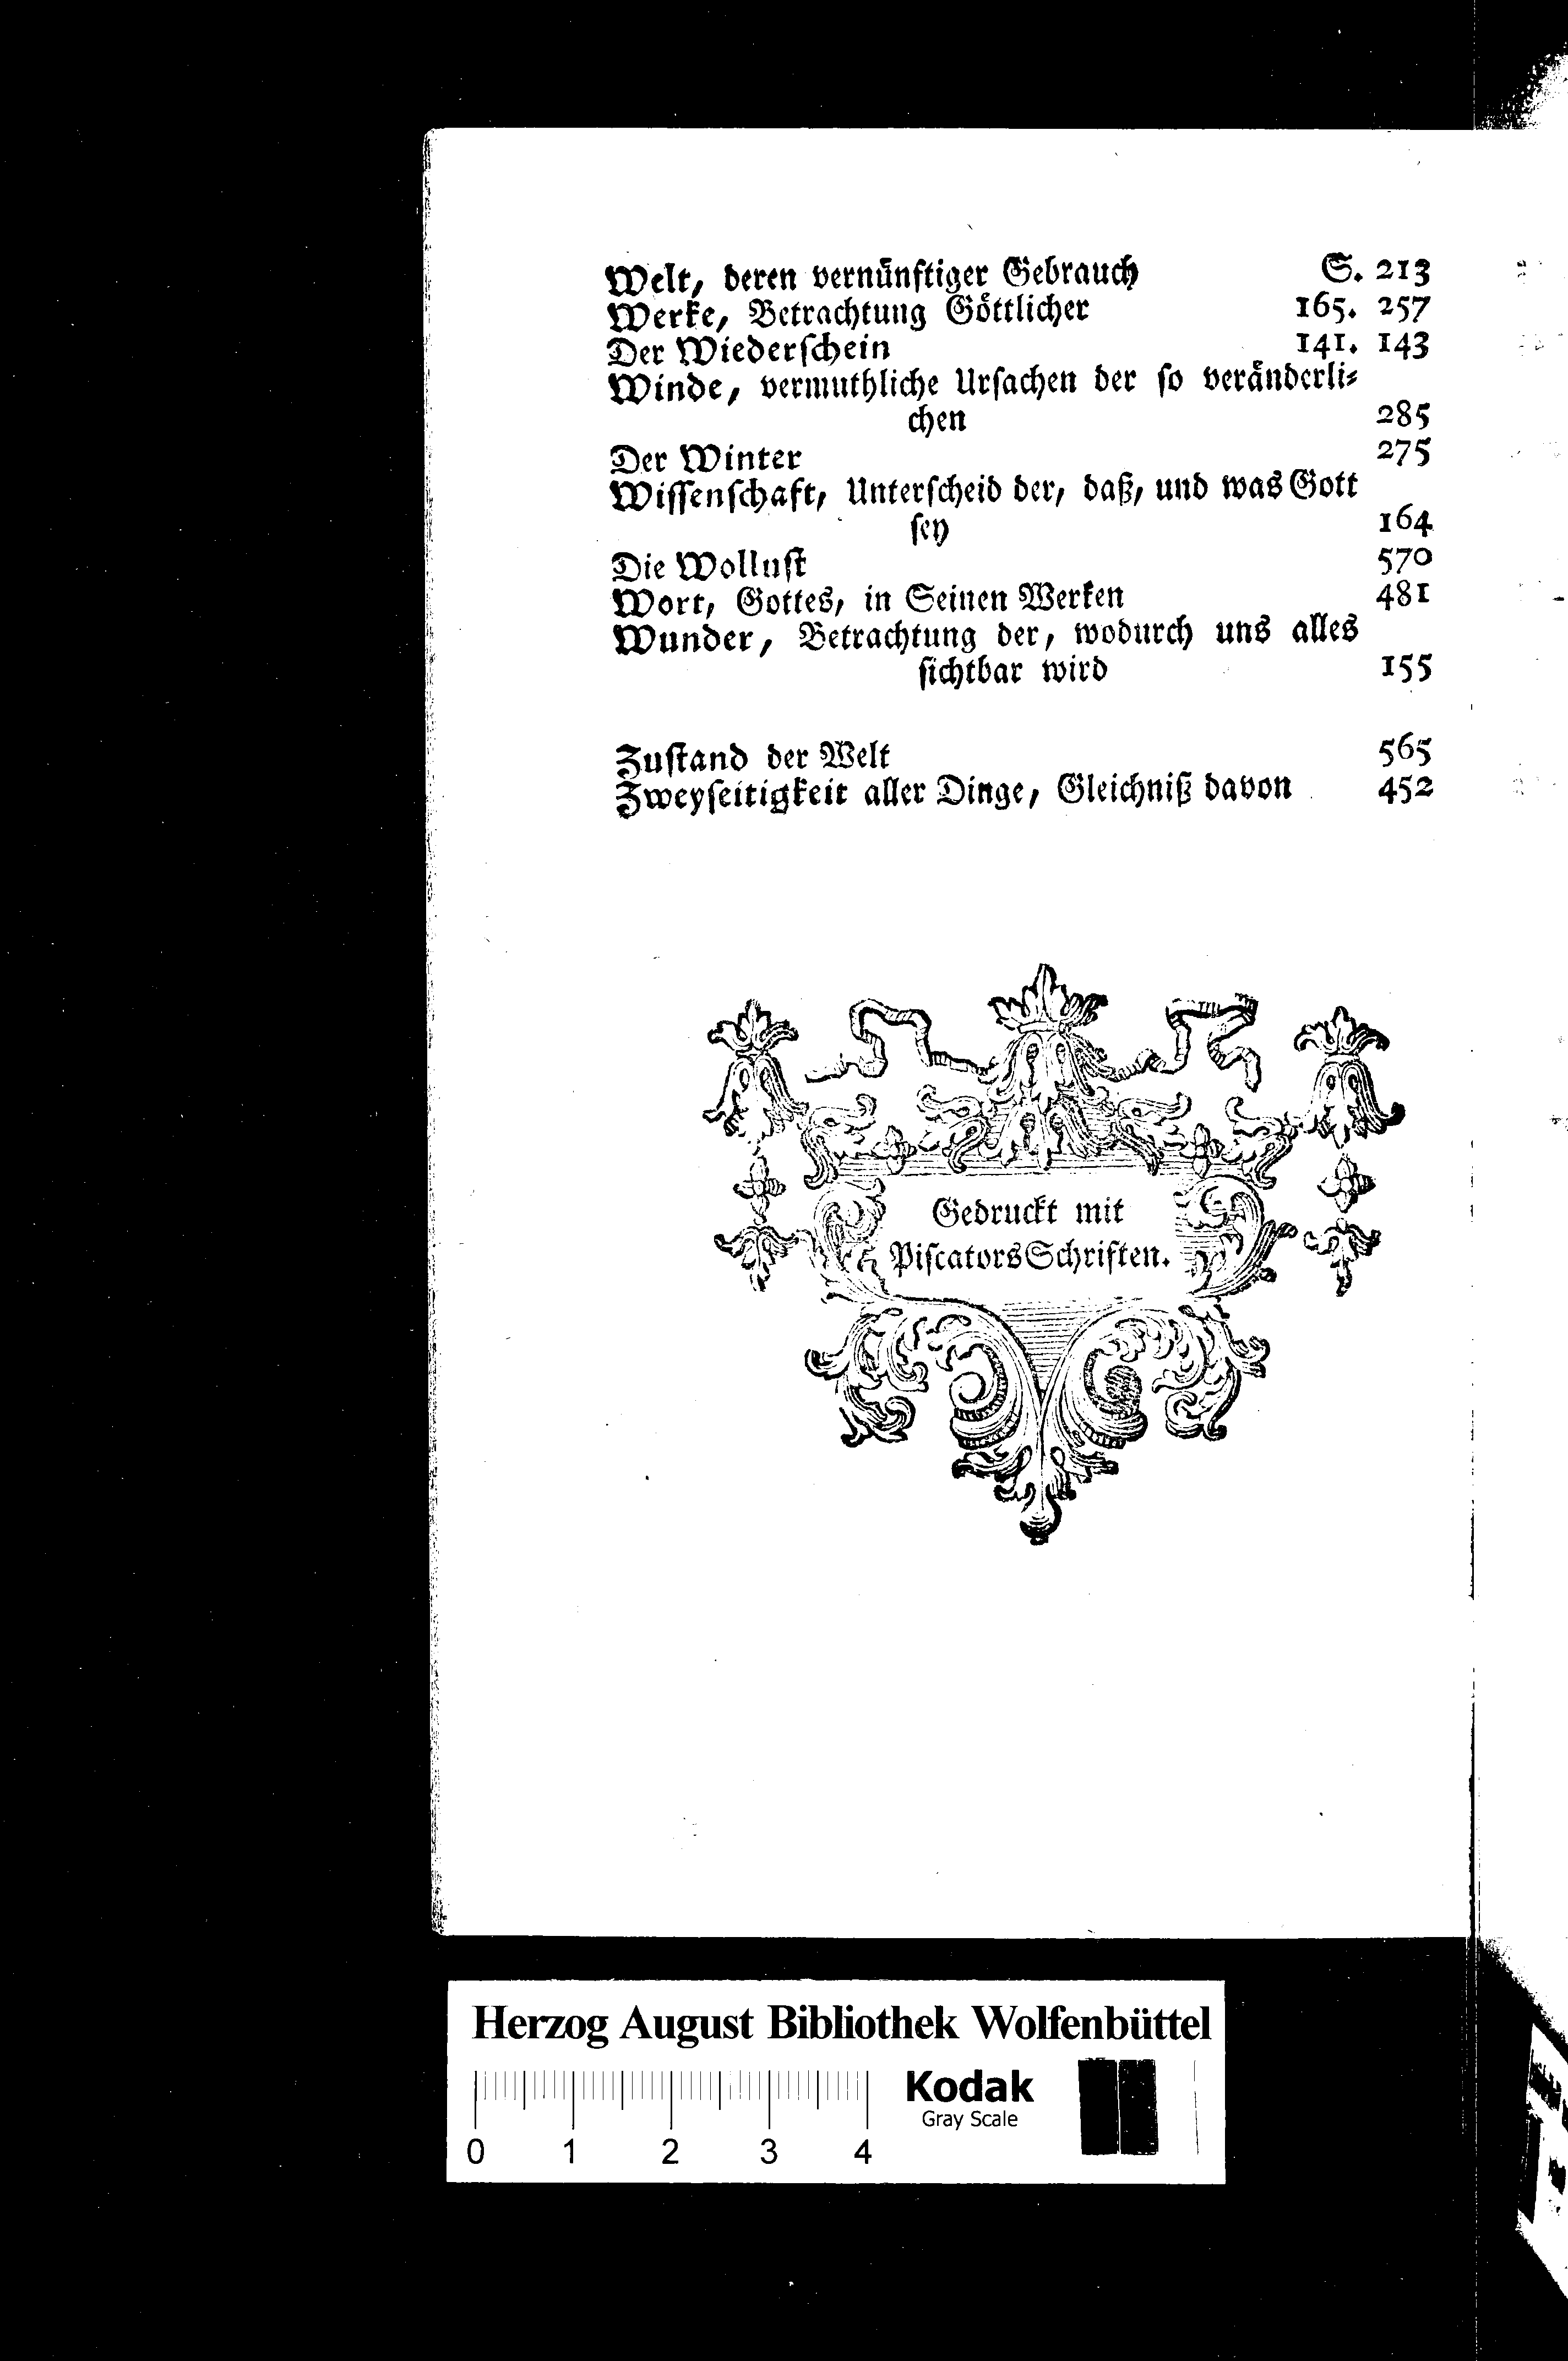 Welt, deren vernünftiger Gebrauch S. 213
Werke, Betrachtung Göttlicher 165. 257
Der Wiederschein 141. 143
Winde, vermuthliche Ursachen der so veränderli⸗
chen 285
Der Winter 275
Wissenschaft, Unterscheid der, daß, und was Gott
sey 164
Die Wollust 570
Wort, Gottes, in Seinen Werken 481
Wunder, Betrachtung der, wodurch uns alles
sichtbar wird 155
Zustand der Welt 565
Zweyseitigkeit aller Dinge, Gleichniß davon 452
Gedruckt mit
Piscators Schriften.
Herzog August Bibliothek Wolfenbüttel
Kodak
Gray Scale
0 1 2 3 4